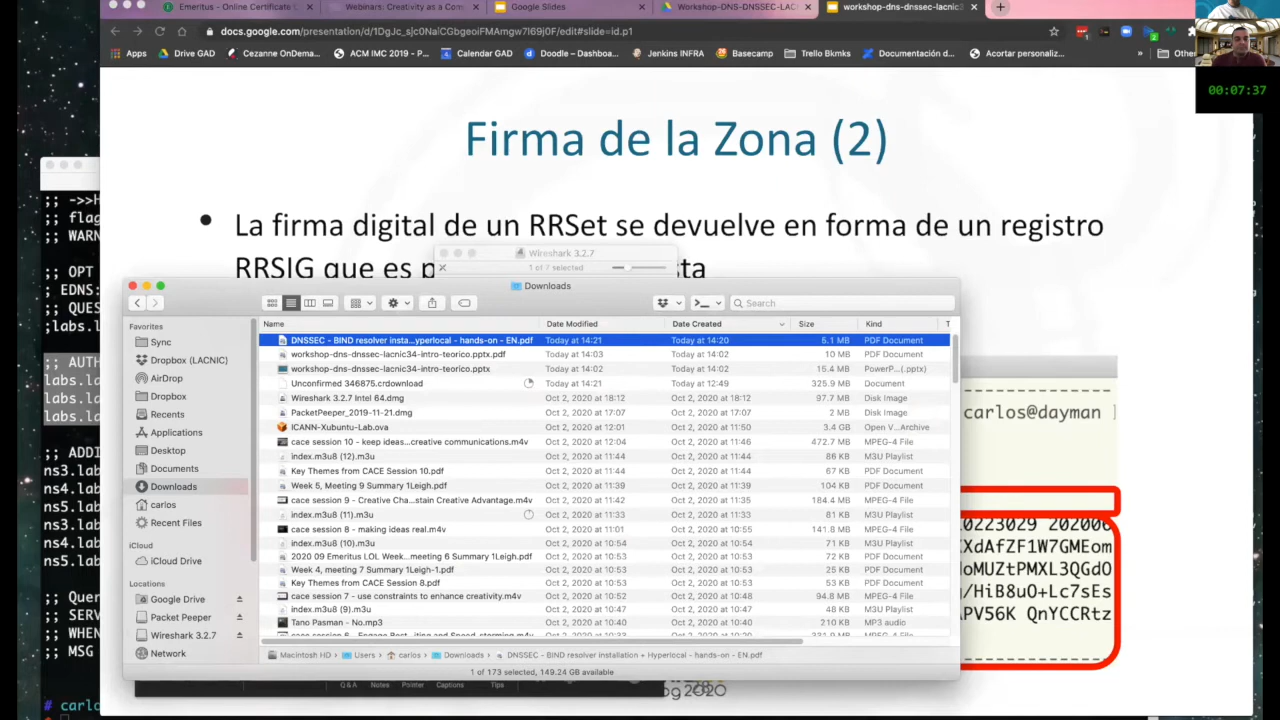 Emeritus - Online Certificate
Webinars: Creativity as a Con
Google Slides
Workshop-DNS-DNSSEC-LAC
workshop-dns-dnssec-lacnic3
docs.google.com/presentation/d/1DgJc_sjc0NalCGbgeoiFMAmgw7l69j0F/edit#slide=id.p1
Apps
Drive GAD
Cezanne OnDema...
ACM IMC 2019 - P...
Calendar GAD
Doodle – Dashboa...
Jenkins INFRA
Basecamp
Trello Bkmks
Documentación d...
Acortar personaliz...
»
Other
00:07:37
Firma de la Zona (2)
• La firma digital de un RRSet se devuelve en forma de un registro
RRSIG que es p
sta
Wireshark 3.2.7
1 of 7 selected
;; ->>H
;; flag
;; WARN
;; OPT
; EDNS:
;; QUES
;labs.l
;; AUTH
labs.la
labs.la
labs.la
;; ADDI
ns3.lab
ns4.lab
ns5.lab
ns3.lab
ns4.lab
ns5.lab
;; Quer
;; SERV
;; WHEN
;; MSG
# carlo
Downloads
Search
Favorites
Sync
Dropbox (LACNIC)
AirDrop
Dropbox
Recents
Applications
Desktop
Documents
Downloads
carlos
Recent Files
iCloud
iCloud Drive
Locations
Google Drive
Packet Peeper
Wireshark 3.2.7
Network
Name Date Modified Date Created Size Kind T
DNSSEC - BIND resolver insta...yperlocal - hands-on - EN.pdf Today at 14:21 Today at 14:20 5.1 MB PDF Document
workshop-dns-dnssec-lacnic34-intro-teorico.pptx.pdf Today at 14:03 Today at 14:02 10 MB PDF Document
workshop-dns-dnssec-lacnic34-intro-teorico.pptx Today at 14:02 Today at 14:02 15.4 MB PowerP...(.pptx)
Unconfirmed 346875.crdownload Today at 14:21 Today at 12:49 325.9 MB Document
Wireshark 3.2.7 Intel 64.dmg Oct 2, 2020 at 18:12 Oct 2, 2020 at 18:12 97.7 MB Disk Image
PacketPeeper_2019-11-21.dmg Oct 2, 2020 at 17:07 Oct 2, 2020 at 17:07 2 MB Disk Image
ICANN-Xubuntu-Lab.ova Oct 2, 2020 at 12:01 Oct 2, 2020 at 11:50 3.4 GB Open V...Archive
cace session 10 - keep ideas...creative communications.m4v Oct 2, 2020 at 12:04 Oct 2, 2020 at 11:46 472.7 MB MPEG-4 File
index.m3u8 (12).m3u Oct 2, 2020 at 11:44 Oct 2, 2020 at 11:44 86 KB M3U Playlist
Key Themes from CACE Session 10.pdf Oct 2, 2020 at 11:44 Oct 2, 2020 at 11:44 67 KB PDF Document
Week 5, Meeting 9 Summary 1Leigh.pdf Oct 2, 2020 at 11:39 Oct 2, 2020 at 11:39 64 KB PDF Document
cace session 9 - Creative Cha...stain Creative Advantage.m4v Oct 2, 2020 at 11:42 Oct 2, 2020 at 11:35 184.4 MB MPEG-4 File
index.m3u8 (11).m3u Oct 2, 2020 at 11:33 Oct 2, 2020 at 11:33 81 KB M3U Playlist
cace session 8 - making ideas real.m4v Oct 2, 2020 at 11:01 Oct 2, 2020 at 10:55 141.8 MB MPEG-4 File
index.m3u8 (10).m3u Oct 2, 2020 at 10:54 Oct 2, 2020 at 10:54 71 KB M3U Playlist
2020 09 Emeritus LOL Week...meeting 6 Summary 1Leigh.pdf Oct 2, 2020 at 10:53 Oct 2, 2020 at 10:53 73 KB PDF Document
Week 4, meeting 7 Summary 1Leigh-1.pdf Oct 2, 2020 at 10:53 Oct 2, 2020 at 10:53 25 KB PDF Document
Key Themes from CACE Session 8.pdf Oct 2, 2020 at 10:53 Oct 2, 2020 at 10:53 53 KB PDF Document
cace session 7 - use constraints to enhance creativity.m4v Oct 2, 2020 at 10:52 Oct 2, 2020 at 10:52 94.8 MB MPEG-4 File
index.m3u8 (9).m3u Oct 2, 2020 at 10:47 Oct 2, 2020 at 10:47 48 KB M3U Playlist
Tano Pasman - No.mp3 Oct 2, 2020 at 10:40 Oct 2, 2020 at 10:40 210 KB MP3 audio
Macintosh HD › Users › carlos › Downloads › DNSSEC - BIND resolver installation + Hyperlocal - hands-on - EN.pdf
1 of 173 selected, 149.24 GB available
carlos@dayman ]
20223029 202006
XdAfZF1W7GMEom
oMUZtPMXL3QGdO
/HiB8uO+Lc7sEs
PV56K QnYCCRtz
Q&A Notes Pointer Captions Tips
og 2020